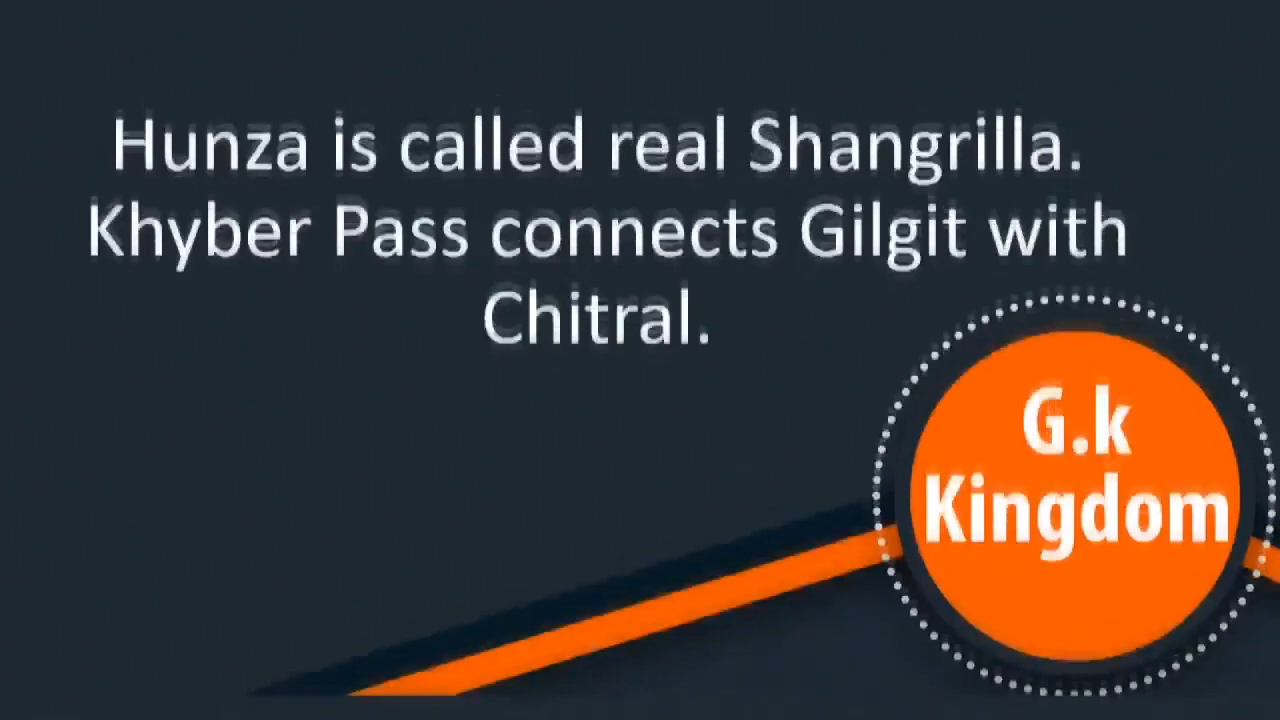 Hunza is called real Shangrilla.
Khyber Pass connects Gilgit with
Chitral.
G.k
Kingdom